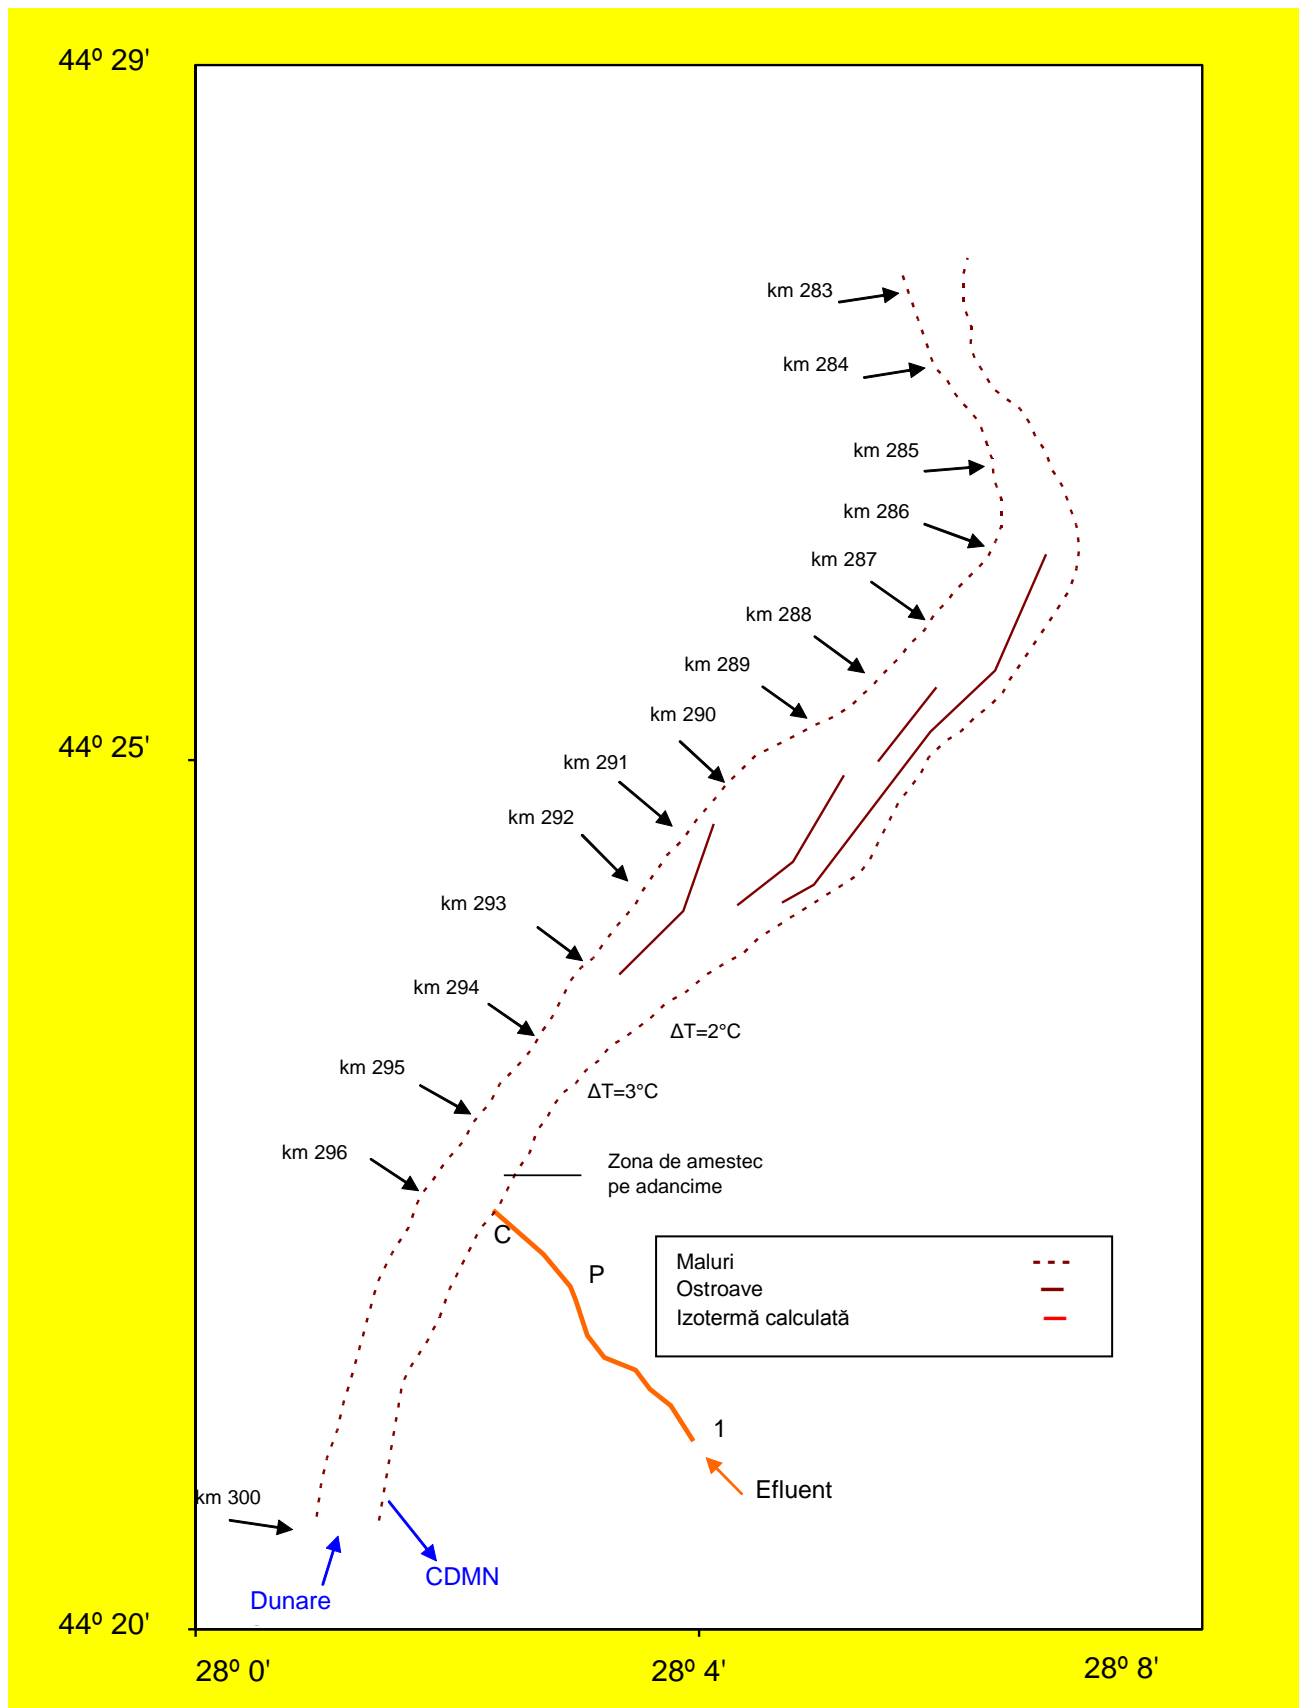 44º 29'
km 283
km 284
km 285
km 286
km 287
km 288
km 289
km 290
44º 25'
km 291
km 292
km 293
km 294
ΔT=2°C
km 295
ΔT=3°C
km 296
Zona de amestec
pe adancime
C
P
Maluri
Ostroave
Izotermă calculată
1
Efluent
km 300
CDMN
Dunare
44º 20'
28º 0'
28º 4'
28º 8'